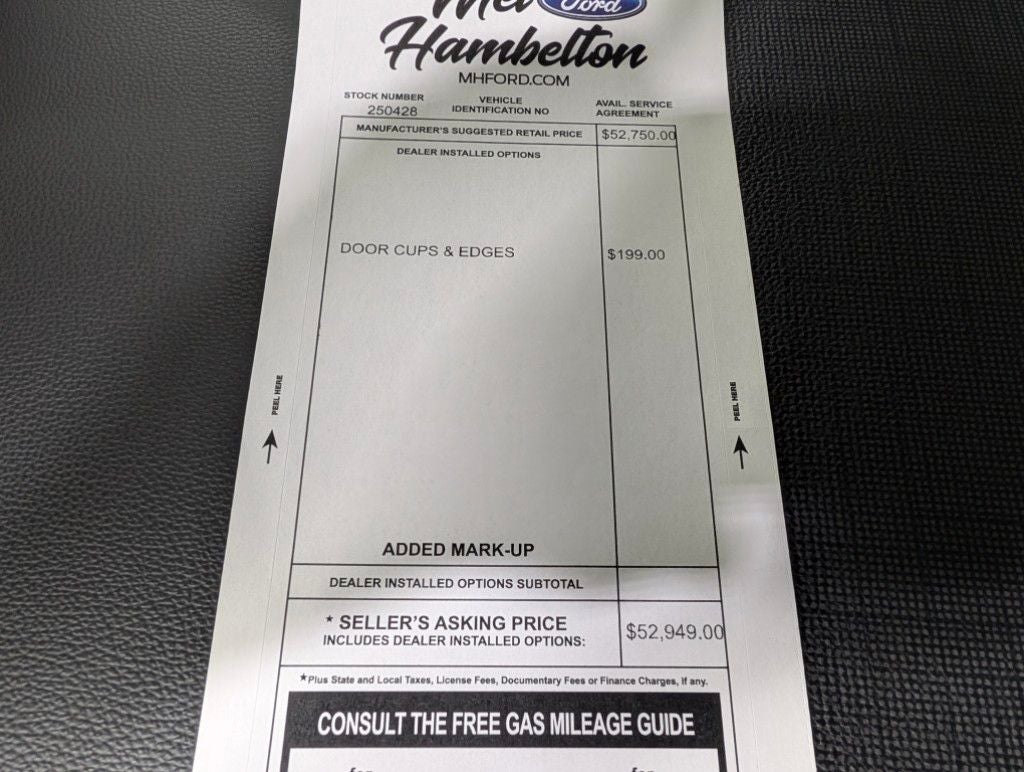 Mel Ford
Hambelton
MHFORD.COM
STOCK NUMBER
250428
VEHICLE
IDENTIFICATION NO
AVAIL. SERVICE
AGREEMENT
MANUFACTURER'S SUGGESTED RETAIL PRICE $52,750.00
DEALER INSTALLED OPTIONS
DOOR CUPS & EDGES $199.00
PEEL HERE
PEEL HERE
ADDED MARK-UP
DEALER INSTALLED OPTIONS SUBTOTAL
* SELLER'S ASKING PRICE
INCLUDES DEALER INSTALLED OPTIONS: $52,949.00
*Plus State and Local Taxes, License Fees, Documentary Fees or Finance Charges, if any.
CONSULT THE FREE GAS MILEAGE GUIDE